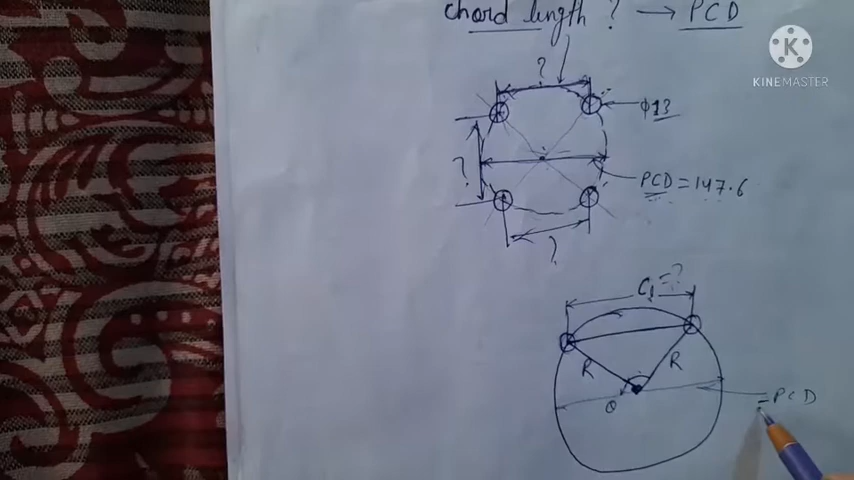 chord length ? → PCD
K
KINEMASTER
?
φ13
?
PCD = 147.6
?
C₁ = ?
R
R
θ
= PCD